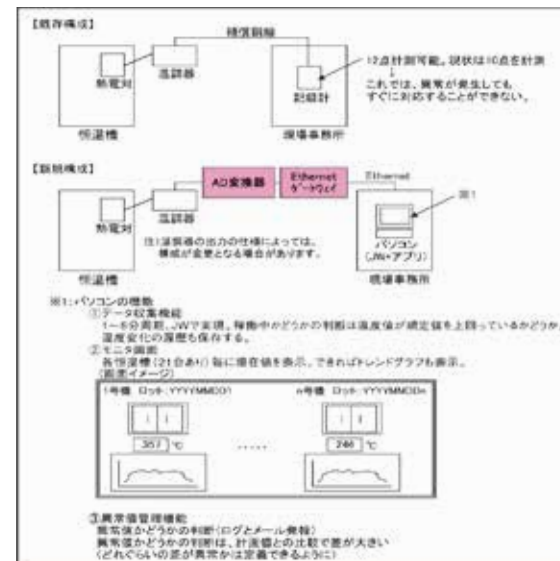 【既存構成】
補償銅線
熱電対
温調器
記録計
恒温槽
現場事務所
12点計測可能。現状は10点を計測
↓
これでは、異常が発生しても
すぐに対応することができない。
【新規構成】
AD変換器
Ethernet
ゲートウェイ
Ethernet
※1
熱電対
温調器
パソコン
(JW+アプリ)
注)温調器の出力の仕様によっては、
構成が変更となる場合があります。
恒温槽
現場事務所
※1:パソコンの機能
①データ収集機能
1~5分周期、JWで実現。稼働中かどうかの判断は温度値が規定値を上回っているかどうか。
温度変化の履歴も保存する。
②モニタ画面
各恒温槽(21台あり)毎に現在値を表示。できればトレンドグラフも表示。
(画面イメージ)
1号機 ロット:YYYYMMDD1
n号機 ロット:YYYYMMDDn
357 ℃
.....
246 ℃
③異常値管理機能
異常値かどうかの判断(ログとメール発報)
異常値かどうかの判断は、計測値との比較で差が大きい
(どれぐらいの差が異常かは定義できるように)